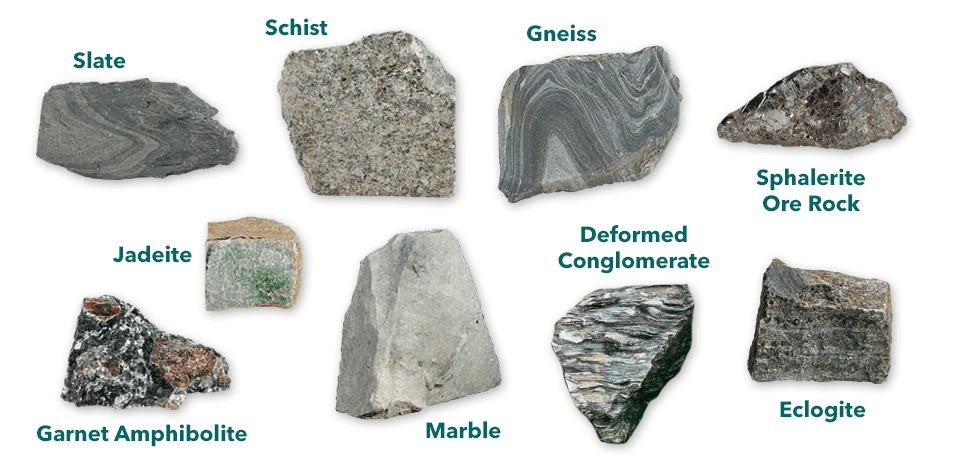 Schist
Gneiss
Slate
Sphalerite
Ore Rock
Jadeite
Deformed
Conglomerate
Garnet Amphibolite
Marble
Eclogite